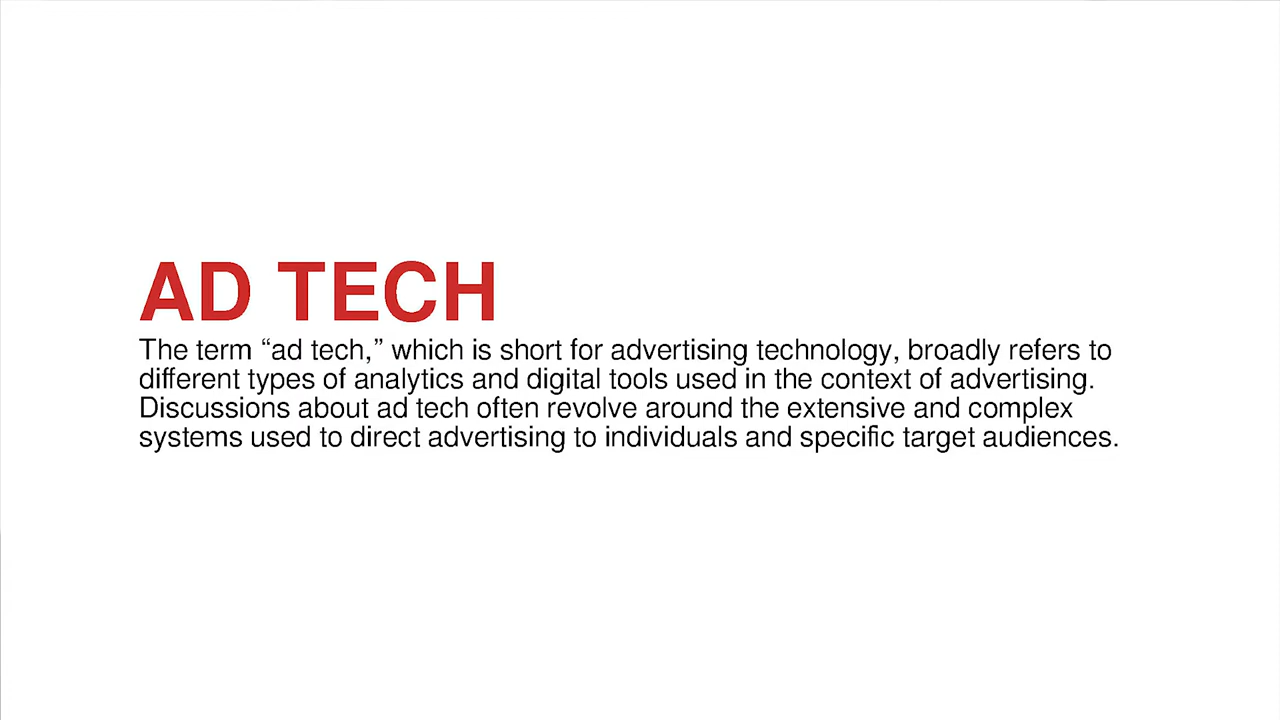 AD TECH
The term “ad tech,” which is short for advertising technology, broadly refers to
different types of analytics and digital tools used in the context of advertising.
Discussions about ad tech often revolve around the extensive and complex
systems used to direct advertising to individuals and specific target audiences.